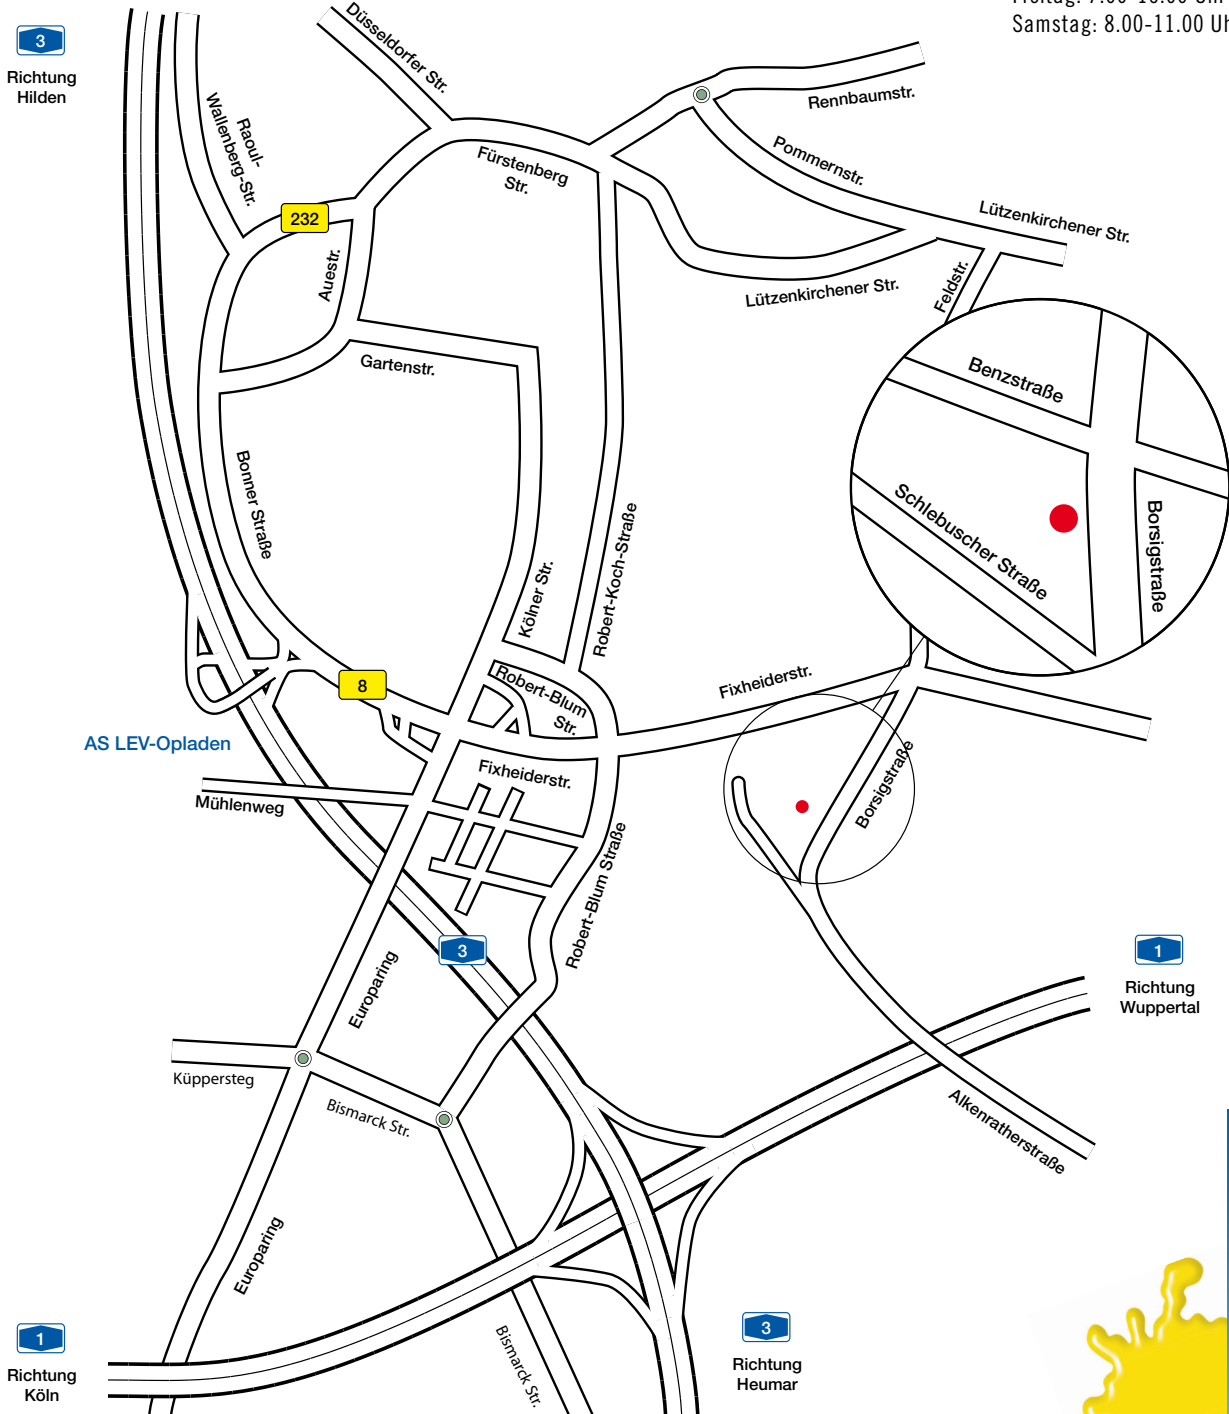 Samstag: 8.00-11.00 Uh
3
Richtung
Hilden
Düsseldorfer Str.
Raoul-
Wallenberg-Str.
Rennbaumstr.
Fürstenberg
Str.
Pommernstr.
232
Lützenkirchener Str.
Auestr.
Feldstr.
Lützenkirchener Str.
Gartenstr.
Benzstraße
Bonner Straße
Schlebuscher Straße
Borsigstraße
Kölner Str.
Robert-Koch-Straße
Robert-Blum
Str.
Fixheiderstr.
8
AS LEV-Opladen
Fixheiderstr.
Mühlenweg
Borsigstraße
Robert-Blum Straße
3
Europaring
1
Richtung
Wuppertal
Küppersteg
Bismarck Str.
Alkenratherstraße
Europaring
1
Richtung
Köln
Bismarck Str.
3
Richtung
Heumar